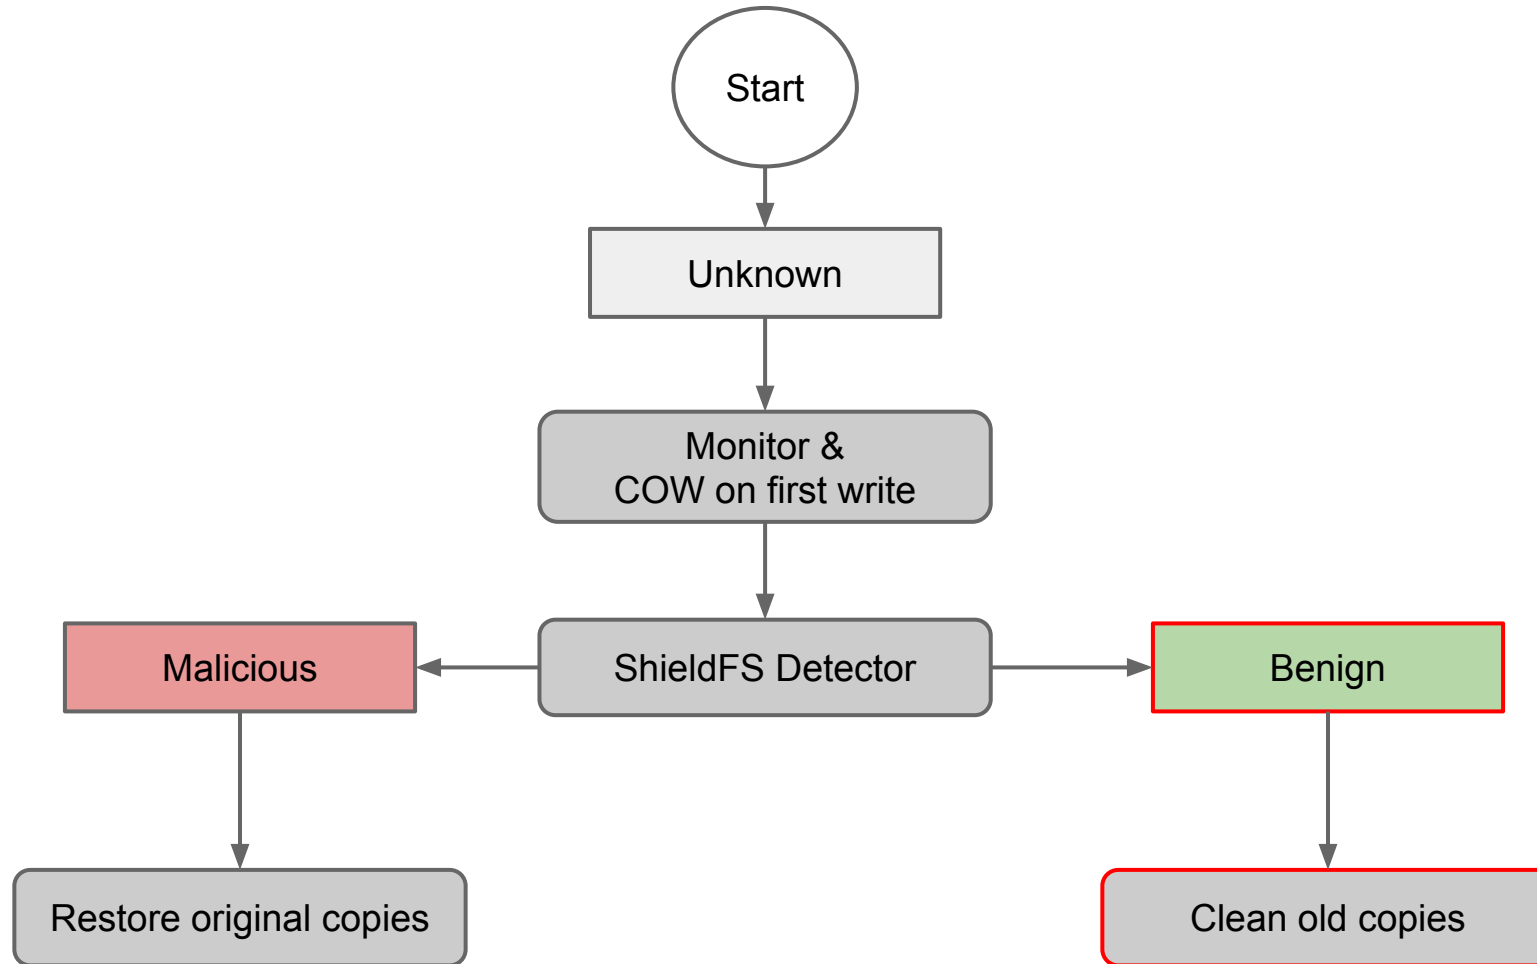 Start
Unknown
Monitor &
COW on first write
Malicious
ShieldFS Detector
Benign
Restore original copies
Clean old copies